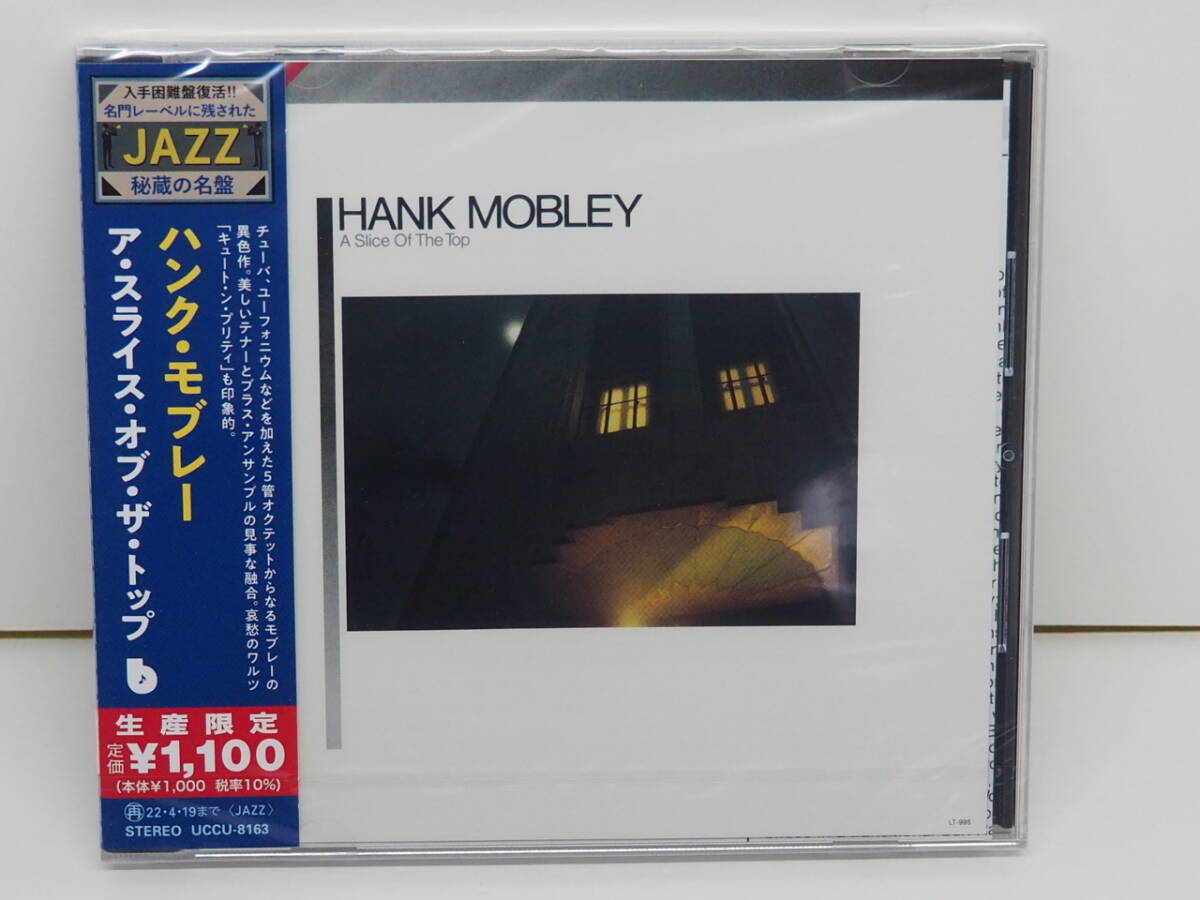 入手困難盤復活!!
名門レーベルに残された
JAZZ
秘蔵の名盤
ハンク・モブレー
ア・スライス・オブ・ザ・トップ
チューバ、ユーフォニウムなどを加えた5管オクテットからなるモブレーの
異色作。美しいテナーとブラス・アンサンブルの見事な融合。哀愁のワルツ
「キュート・ン・プリティ」も印象的。
生産限定
定価 ¥1,100
(本体¥1,000 税率10%)
再 22・4・19まで〈JAZZ〉
STEREO UCCU-8163
HANK MOBLEY
A Slice Of The Top
LT-995